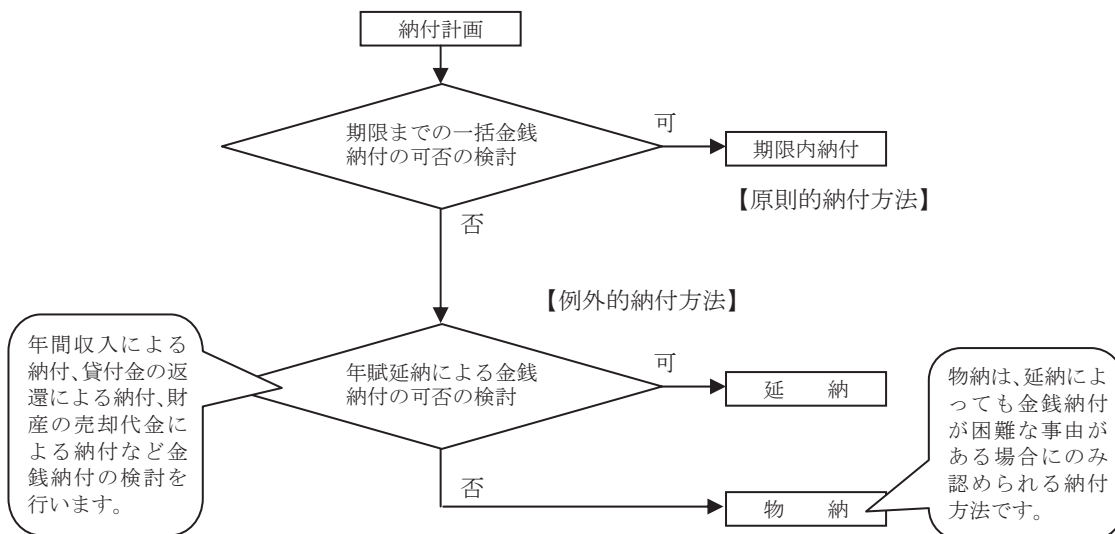 納付計画
期限までの一括金銭
納付の可否の検討
可
期限内納付
【原則的納付方法】
否
【例外的納付方法】
年間収入による
納付、貸付金の返
還による納付、財
産の売却代金に
よる納付など金
銭納付の検討を
行います。
年賦延納による金銭
納付の可否の検討
可
延　　納
物納は、延納によ
っても金銭納付
が困難な事由が
ある場合にのみ
認められる納付
方法です。
否
物　　納